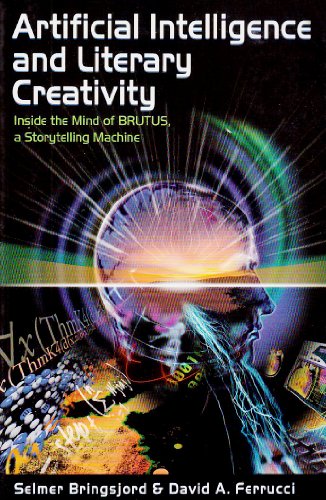 Artificial Intelligence
and Literary
Creativity
Inside the Mind of BRUTUS,
a Storytelling Machine
Selmer Bringsjord & David A. Ferrucci